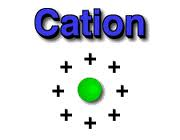 Cation
+ + +
+ +
+ + +